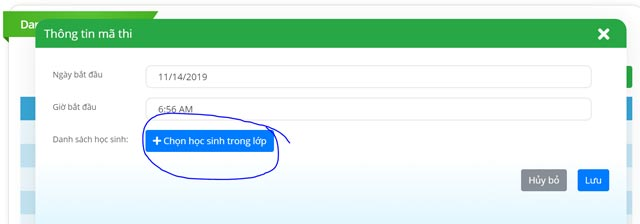 Dan
Thông tin mã thi
Ngày bắt đầu
11/14/2019
Giờ bắt đầu
6:56 AM
Danh sách học sinh:
+ Chọn học sinh trong lớp
Hủy bỏ Lưu